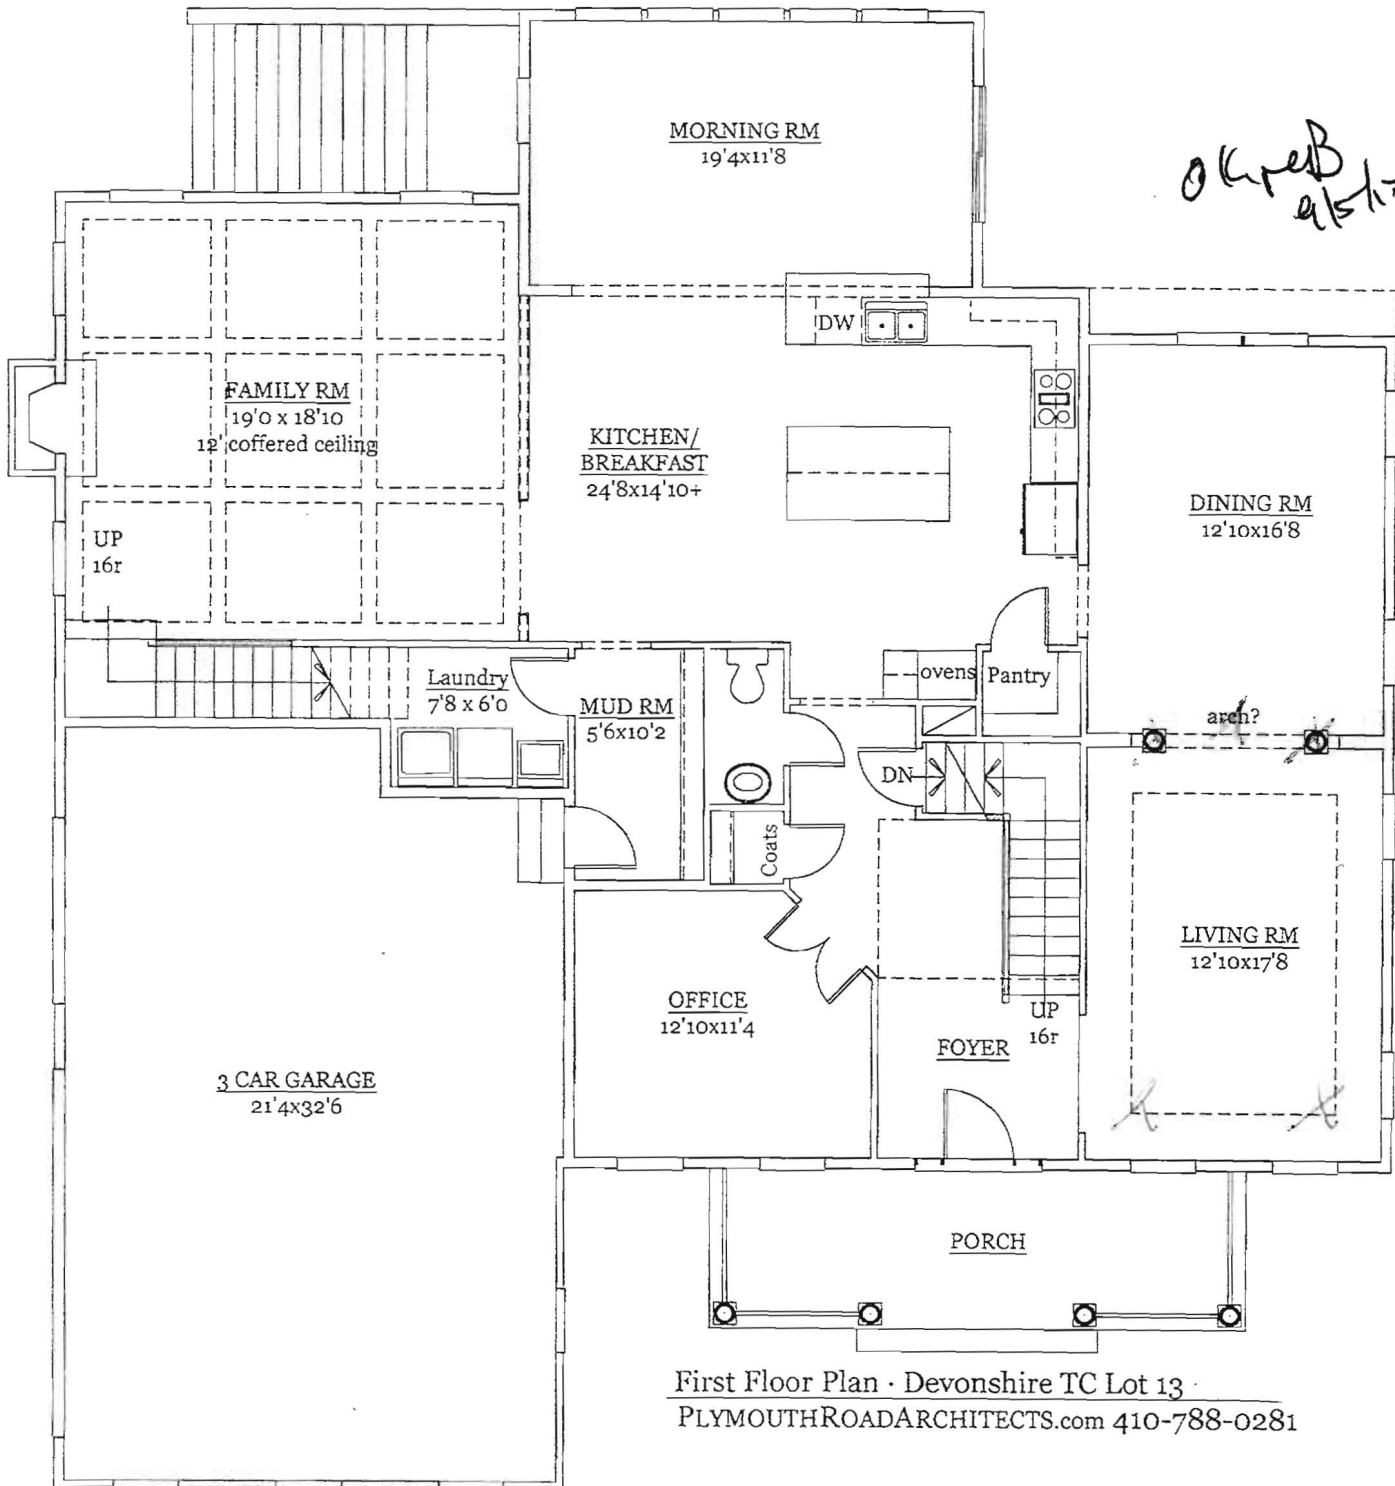 MORNING RM
19'4x11'8
DW
FAMILY RM
19'0 x 18'10
12' coffered ceiling
KITCHEN/
BREAKFAST
24'8x14'10+
DINING RM
12'10x16'8
UP
16r
Laundry
7'8 x 6'0
MUD RM
5'6x10'2
ovens
Pantry
arch?
DN
Coats
LIVING RM
12'10x17'8
OFFICE
12'10x11'4
UP
16r
FOYER
3 CAR GARAGE
21'4x32'6
PORCH
First Floor Plan · Devonshire TC Lot 13
PLYMOUTHROADARCHITECTS.com 410-788-0281